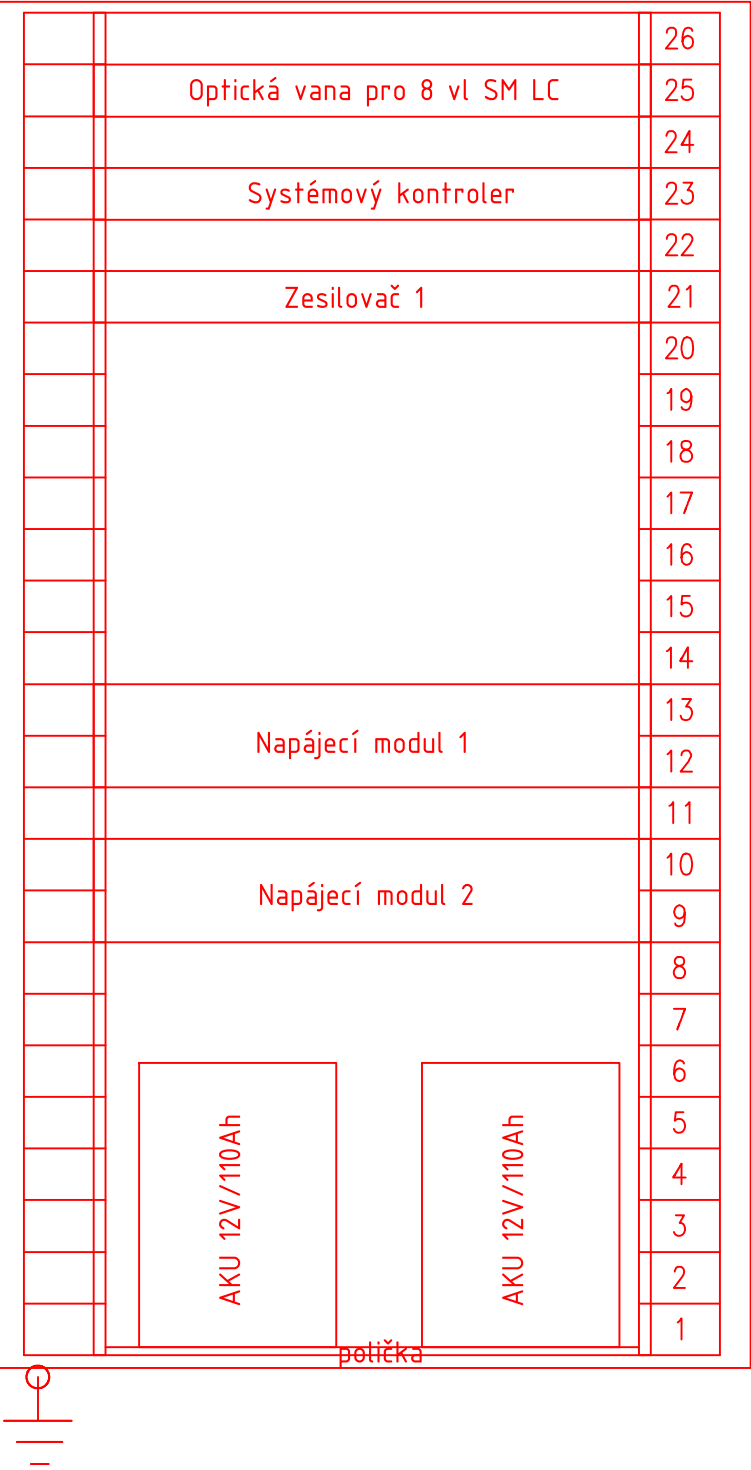 26
Optická vana pro 8 vl SM LC 25
24
Systémový kontroler 23
22
Zesilovač 1 21
20
19
18
17
16
15
14
13
Napájecí modul 1
12
11
10
Napájecí modul 2
9
8
7
6
5
4
3
2
1
AKU 12V/110Ah
AKU 12V/110Ah
polička